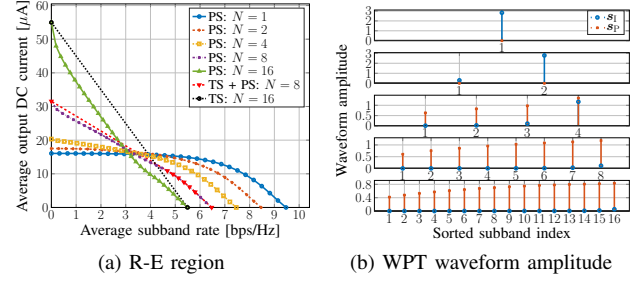 Average output DC current [μA]
60
50
40
30
20
10
0
0 1 2 3 4 5 6 7 8 9 10
Average subband rate [bps/Hz]
PS: N = 1
PS: N = 2
PS: N = 4
PS: N = 8
PS: N = 16
TS + PS: N = 8
TS: N = 16
(a) R-E region
Waveform amplitude
3
2
1
0
1
s_I
s_P
3
2
1
0
1 2
1
0.5
0
1 2 3 4
1
0.5
0
1 2 3 4 5 6 7 8
0.8
0.4
0
1 2 3 4 5 6 7 8 9 10 11 12 13 14 15 16
Sorted subband index
(b) WPT waveform amplitude